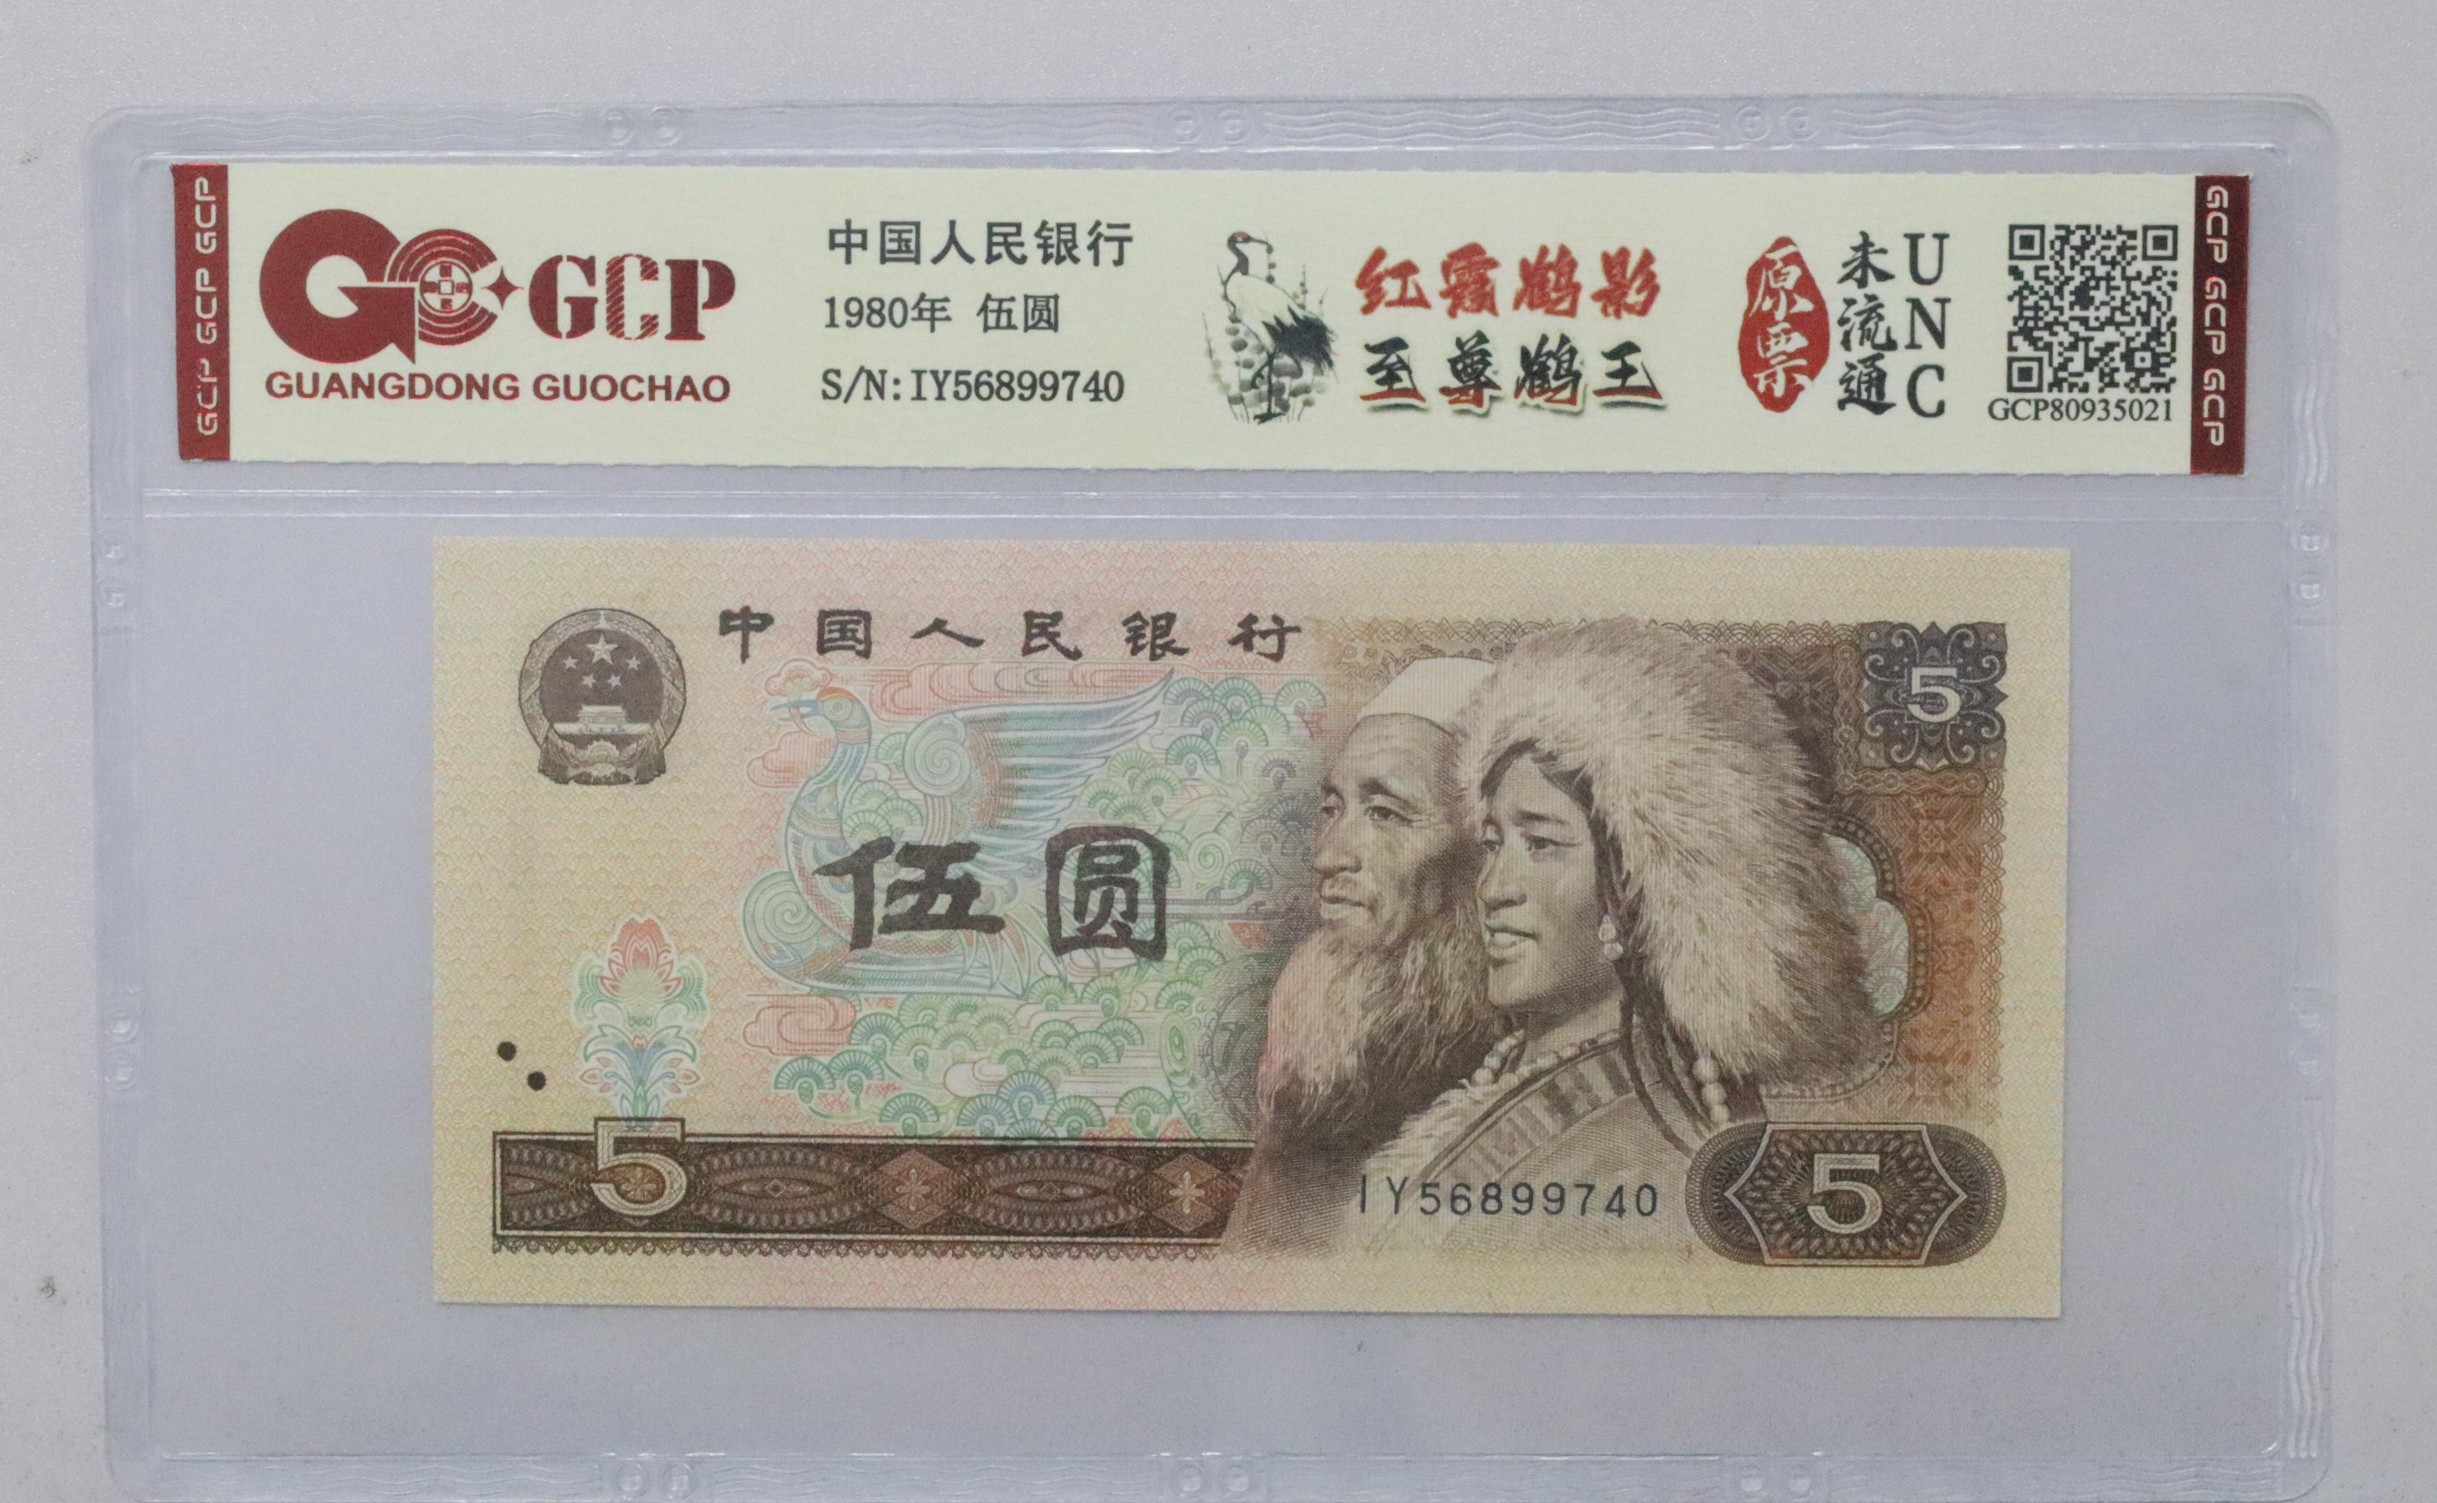 GCP GCP GCP
GCP
GUANGDONG GUOCHAO
中国人民银行
1980年 伍圆
S/N:IY56899740
红霞鹤影
至尊鹤王
原票
未流通
UNC
GCP80935021
GCP GCP GCP
中国人民银行
5
伍圆
5
IY56899740
5